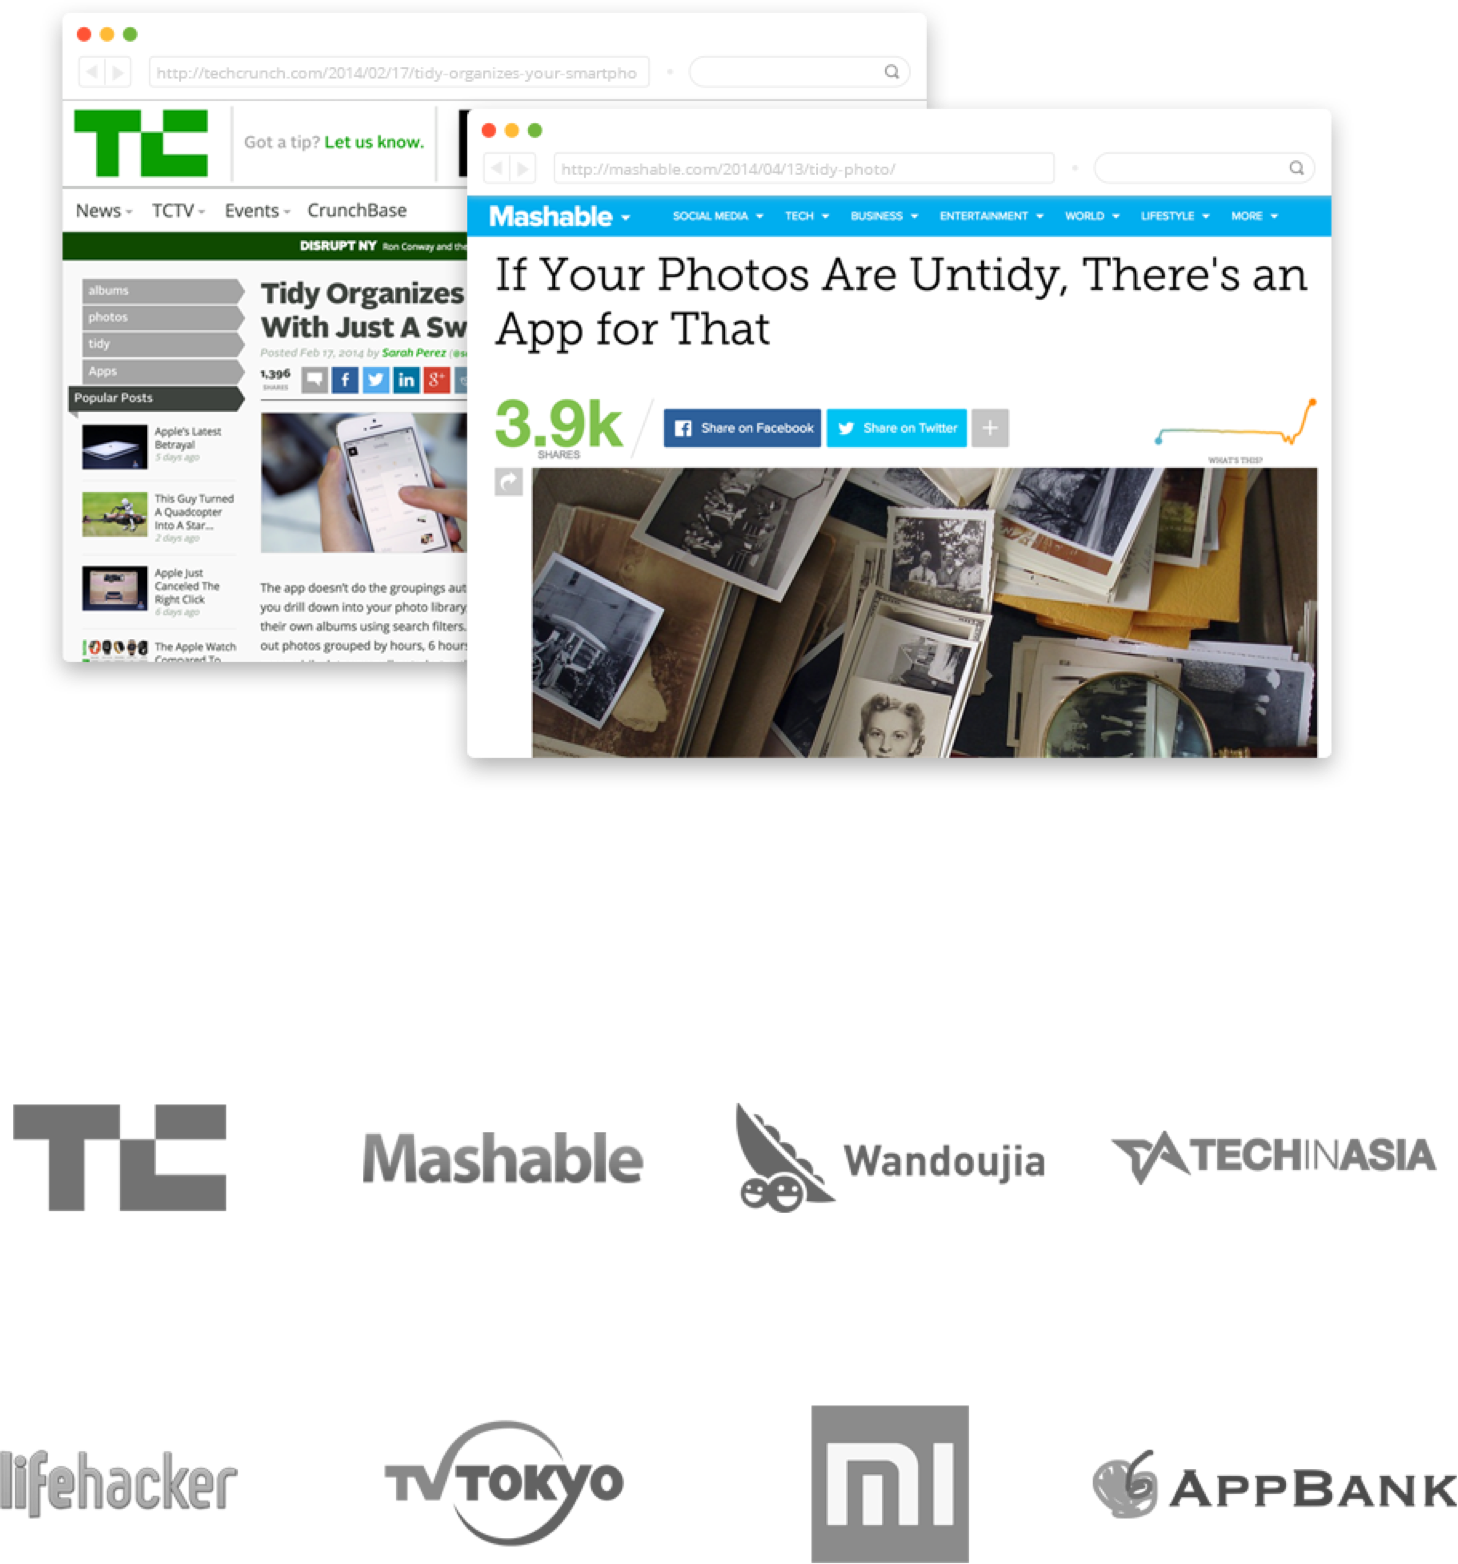 http://techcrunch.com/2014/02/17/tidy-organizes-your-smartpho
TC
Got a tip? Let us know.
News TCTV Events CrunchBase
DISRUPT NY Ron Conway and the
albums
photos
tidy
Apps
Popular Posts
Apple's Latest
Betrayal
5 days ago
This Guy Turned
A Quadcopter
Into A Star...
2 days ago
Apple Just
Canceled The
Right Click
6 days ago
The Apple Watch
Compared To
Tidy Organizes
With Just A Sw
Posted Feb 17, 2014 by Sarah Perez
1,396
SHARES
The app doesn't do the groupings aut
you drill down into your photo library
their own albums using search filters.
out photos grouped by hours, 6 hours
http://mashable.com/2014/04/13/tidy-photo/
Mashable SOCIAL MEDIA TECH BUSINESS ENTERTAINMENT WORLD LIFESTYLE MORE
If Your Photos Are Untidy, There's an
App for That
3.9k
SHARES
Share on Facebook
Share on Twitter
WHAT'S THIS?
TC
Mashable
Wandoujia
TECHINASIA
lifehacker
TV TOKYO
MI
APPBANK